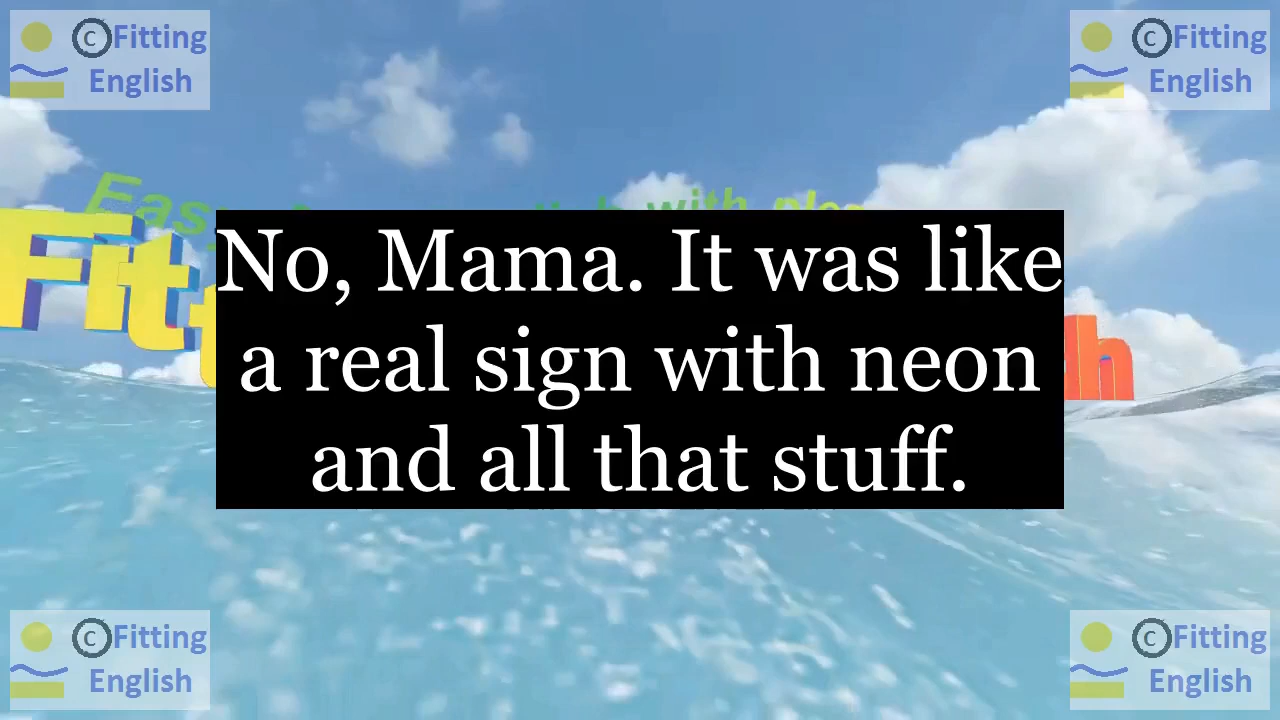 ©Fitting
English
©Fitting
English
with
No, Mama. It was like
a real sign with neon
and all that stuff.
©Fitting
English
©Fitting
English